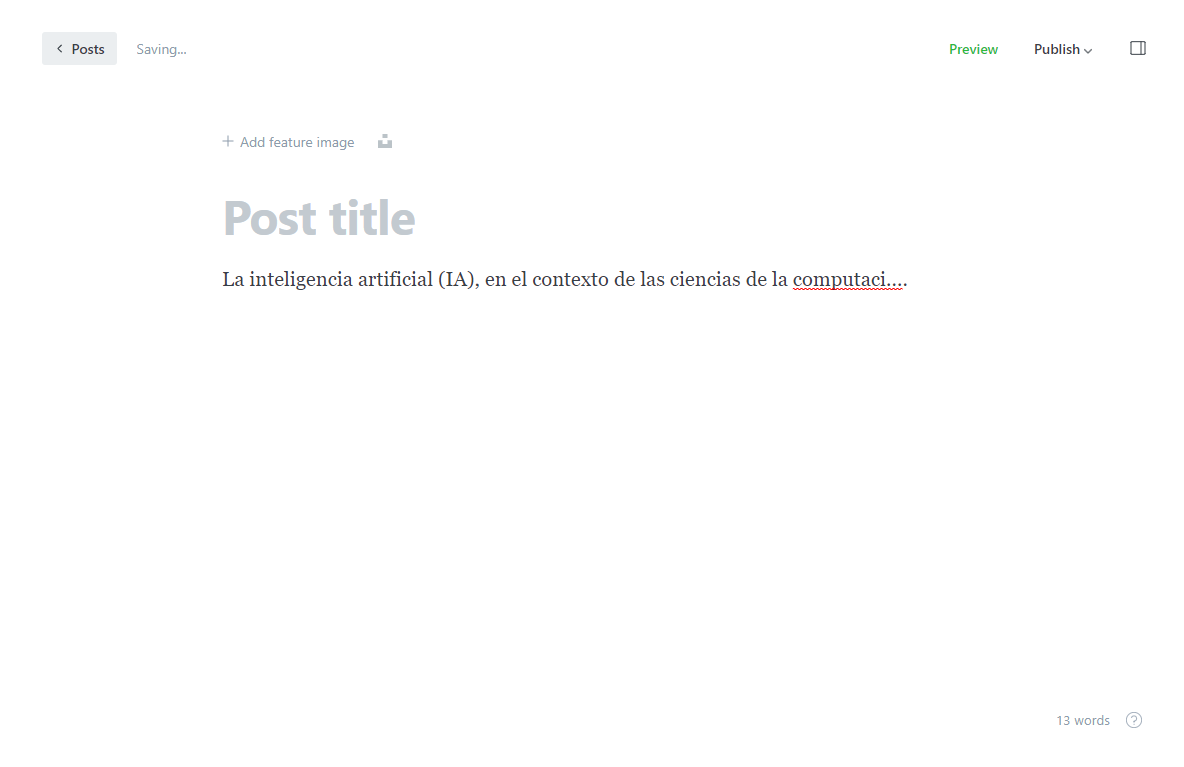 Posts
Saving...
Preview
Publish
Add feature image
Post title
La inteligencia artificial (IA), en el contexto de las ciencias de la computaci....
13 words
?